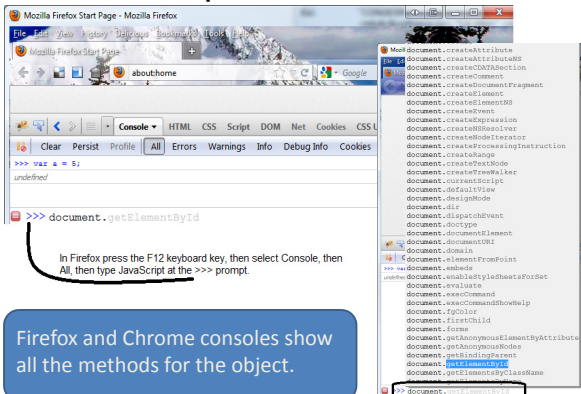 Mozilla Firefox Start Page - Mozilla Firefox
File Edit View History Delicious Bookmarks Tools Help
Mozilla Firefox Start Page
about:home
Google
Console HTML CSS Script DOM Net Cookies CSS U
Clear Persist Profile All Errors Warnings Info Debug Info Cookies
>>> var a = 5;
undefined
>>> document.getElementById
In Firefox press the F12 keyboard key, then select Console, then
All, then type JavaScript at the >>> prompt.
Firefox and Chrome consoles show
all the methods for the object.
document.createAttribute
document.createAttributeNS
document.createCDATASection
document.createComment
document.createDocumentFragment
document.createElement
document.createElementNS
document.createEvent
document.createExpression
document.createNSResolver
document.createNodeIterator
document.createProcessingInstruction
document.createRange
document.createTextNode
document.createTreeWalker
document.currentScript
document.defaultView
document.designMode
document.dir
document.dispatchEvent
document.doctype
document.documentElement
document.documentURI
document.domain
document.elementFromPoint
document.embeds
document.enableStyleSheetsForSet
document.evaluate
document.execCommand
document.execCommandShowHelp
document.fgColor
document.firstChild
document.forms
document.getAnonymousElementByAttribute
document.getAnonymousNodes
document.getBindingParent
document.getElementById
document.getElementsByClassName
>>> document.getElementById